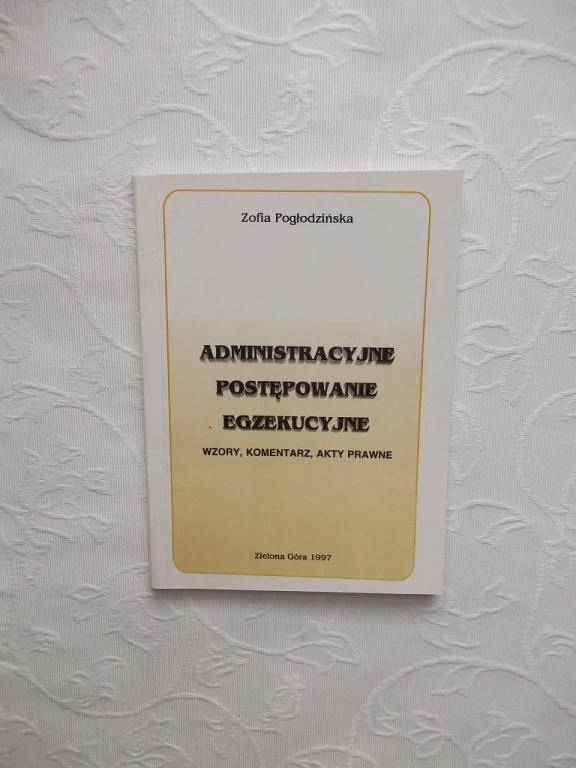 Zofia Pogłodzińska
ADMINISTRACYJNE
POSTĘPOWANIE
EGZEKUCYJNE
WZORY, KOMENTARZ, AKTY PRAWNE
Zielona Góra 1997